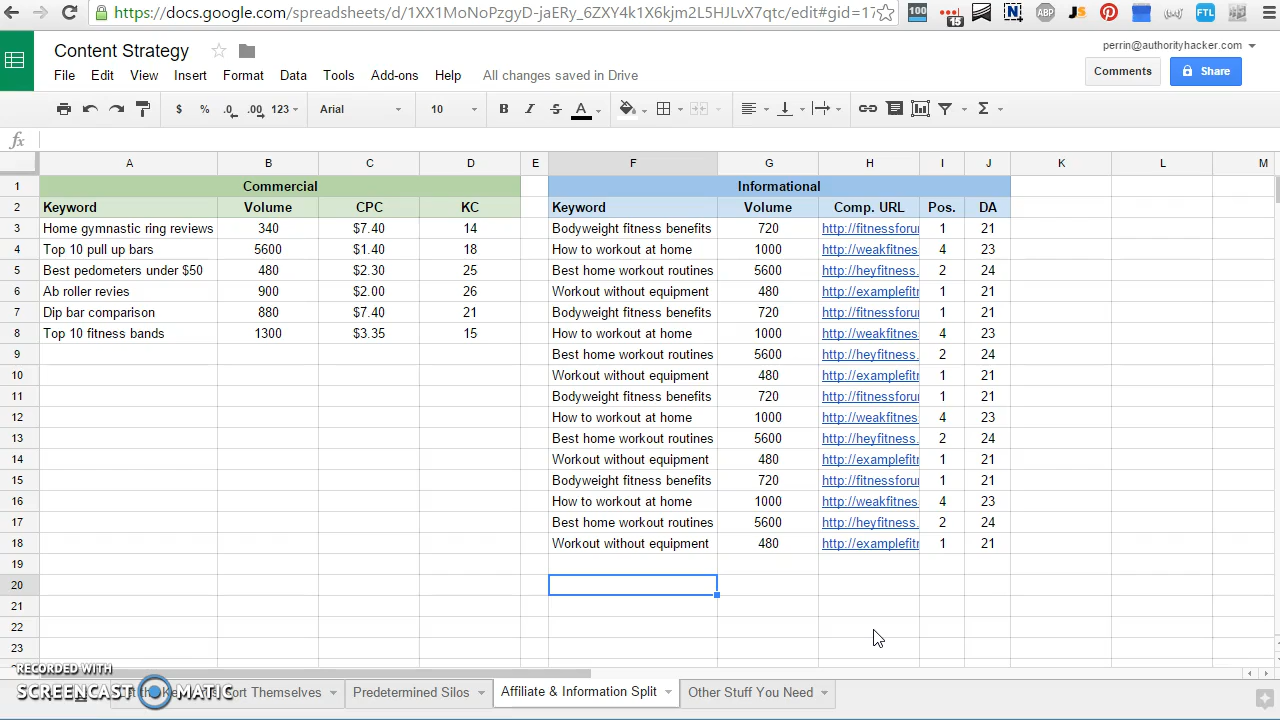 https://docs.google.com/spreadsheets/d/1XX1MoNoPzqyD-jaERy_6ZXY4k1X6kjm2L5HJLvX7qtc/edit#gid=17
100 15 ABP JS FTL
Content Strategy
perrin@authorityhacker.com
File Edit View Insert Format Data Tools Add-ons Help All changes saved in Drive
Comments Share
$ % .0 .00 123 Arial 10 B I S A Σ
fx
A B C D E F G H I J K L M
1 Commercial Informational
2 Keyword Volume CPC KC Keyword Volume Comp. URL Pos. DA
3 Home gymnastic ring reviews 340 $7.40 14 Bodyweight fitness benefits 720 http://fitnessforu 1 21
4 Top 10 pull up bars 5600 $1.40 18 How to workout at home 1000 http://weakfitnes 4 23
5 Best pedometers under $50 480 $2.30 25 Best home workout routines 5600 http://heyfitness. 2 24
6 Ab roller revies 900 $2.00 26 Workout without equipment 480 http://examplefit 1 21
7 Dip bar comparison 880 $7.40 21 Bodyweight fitness benefits 720 http://fitnessforu 1 21
8 Top 10 fitness bands 1300 $3.35 15 How to workout at home 1000 http://weakfitnes 4 23
9 Best home workout routines 5600 http://heyfitness. 2 24
10 Workout without equipment 480 http://examplefit 1 21
11 Bodyweight fitness benefits 720 http://fitnessforu 1 21
12 How to workout at home 1000 http://weakfitnes 4 23
13 Best home workout routines 5600 http://heyfitness. 2 24
14 Workout without equipment 480 http://examplefit 1 21
15 Bodyweight fitness benefits 720 http://fitnessforu 1 21
16 How to workout at home 1000 http://weakfitnes 4 23
17 Best home workout routines 5600 http://heyfitness. 2 24
18 Workout without equipment 480 http://examplefit 1 21
19
20
21
22
23
RECORDED WITH
SCREENCAST MATIC
ort Themselves Predetermined Silos Affiliate & Information Split Other Stuff You Need